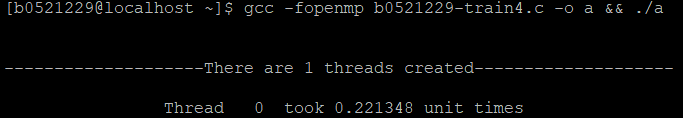 [b0521229@localhost ~]$ gcc -fopenmp b0521229-train4.c -o a && ./a
--------------------There are 1 threads created--------------------
Thread   0  took 0.221348 unit times